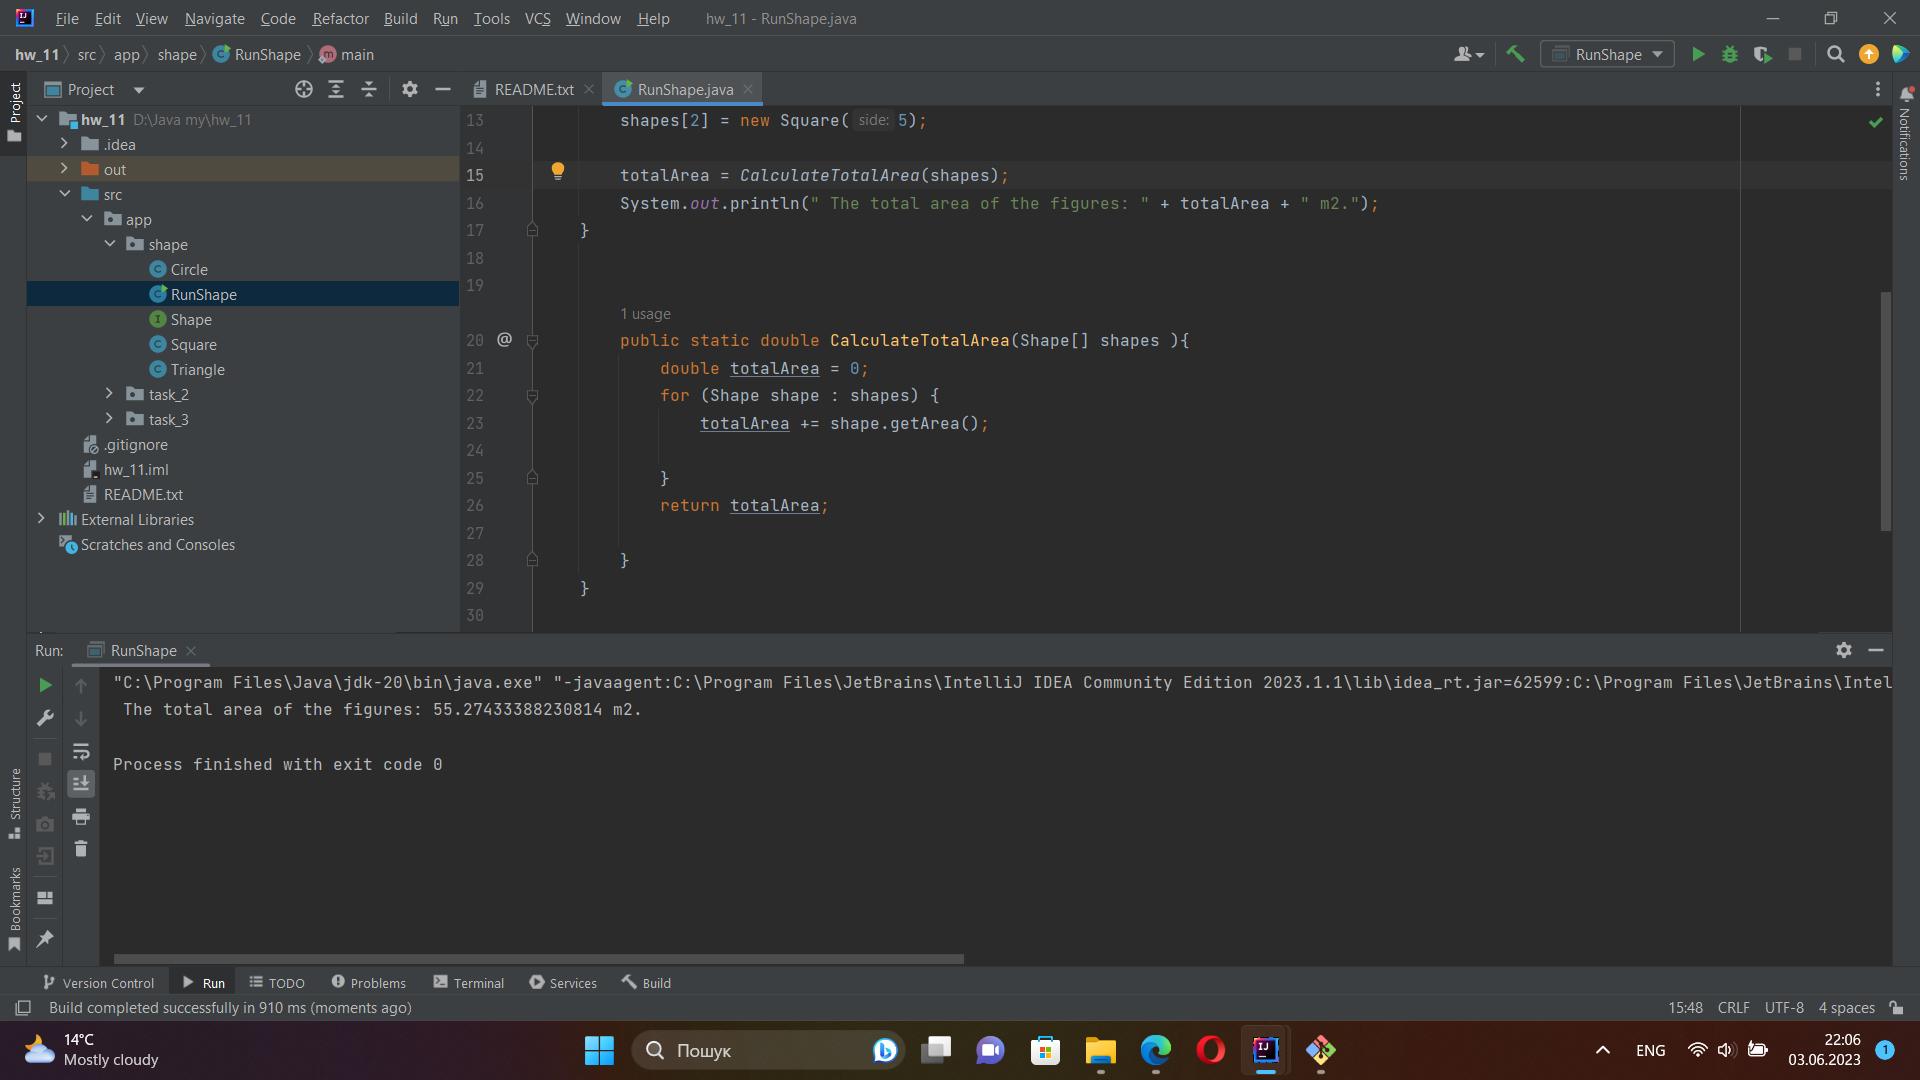 File Edit View Navigate Code Refactor Build Run Tools VCS Window Help hw_11 - RunShape.java
hw_11 src app shape RunShape main
RunShape
Project
README.txt
RunShape.java
Project
hw_11 D:\Java my\hw_11
.idea
out
src
app
shape
Circle
RunShape
Shape
Square
Triangle
task_2
task_3
.gitignore
hw_11.iml
README.txt
External Libraries
Scratches and Consoles
13 shapes[2] = new Square( side: 5);
14
15 totalArea = CalculateTotalArea(shapes);
16 System.out.println(" The total area of the figures: " + totalArea + " m2.");
17 }
18
19
1 usage
20 @ public static double CalculateTotalArea(Shape[] shapes ){
21 double totalArea = 0;
22 for (Shape shape : shapes) {
23 totalArea += shape.getArea();
24
25 }
26 return totalArea;
27
28 }
29 }
30
Notifications
Run: RunShape
"C:\Program Files\Java\jdk-20\bin\java.exe" "-javaagent:C:\Program Files\JetBrains\IntelliJ IDEA Community Edition 2023.1.1\lib\idea_rt.jar=62599:C:\Program Files\JetBrains\Intel
The total area of the figures: 55.27433388230814 m2.
Process finished with exit code 0
Structure
Bookmarks
Version Control Run TODO Problems Terminal Services Build
Build completed successfully in 910 ms (moments ago)
15:48 CRLF UTF-8 4 spaces
14°C
Mostly cloudy
Пошук
ENG
22:06
03.06.2023
1